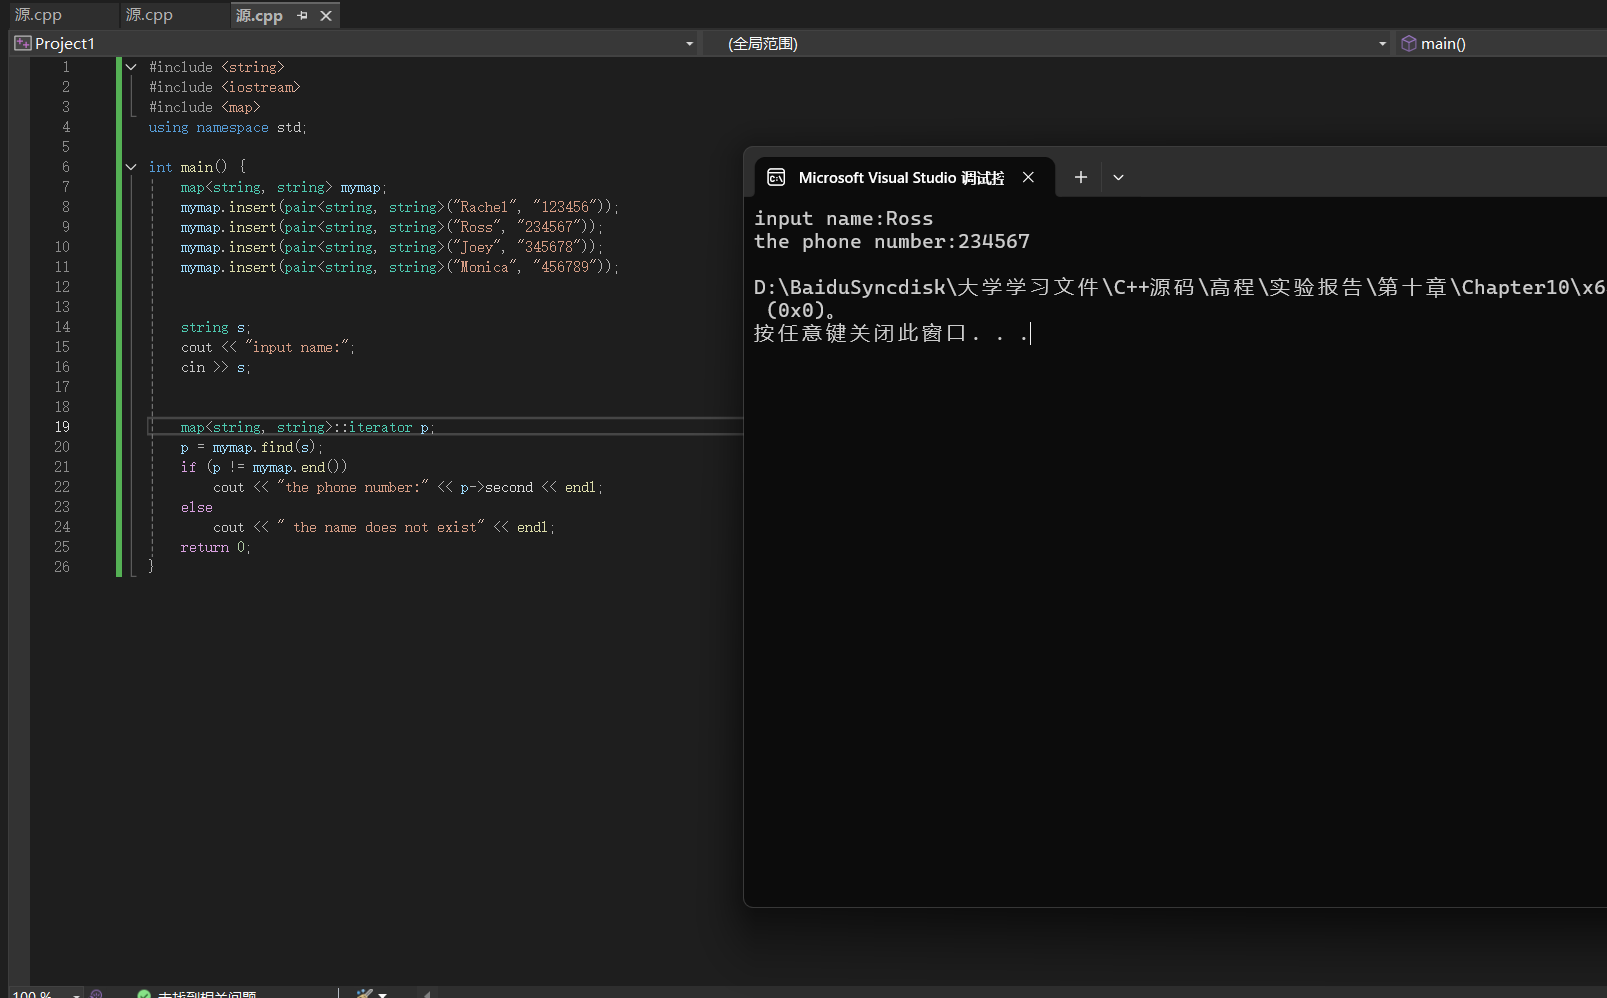 源.cpp 源.cpp 源.cpp
Project1 (全局范围) main()
1 #include <string>
2 #include <iostream>
3 #include <map>
4 using namespace std;
5
6 int main() {
7 map<string, string> mymap;
8 mymap.insert(pair<string, string>("Rachel", "123456"));
9 mymap.insert(pair<string, string>("Ross", "234567"));
10 mymap.insert(pair<string, string>("Joey", "345678"));
11 mymap.insert(pair<string, string>("Monica", "456789"));
12
13
14 string s;
15 cout << "input name:";
16 cin >> s;
17
18
19 map<string, string>::iterator p;
20 p = mymap.find(s);
21 if (p != mymap.end())
22 cout << "the phone number:" << p->second << endl;
23 else
24 cout << " the name does not exist" << endl;
25 return 0;
26 }
Microsoft Visual Studio 调试控
input name:Ross
the phone number:234567
D:\BaiduSyncdisk\大学学习文件\C++源码\高程\实验报告\第十章\Chapter10\x6
(0x0)。
按任意键关闭此窗口. . .
100 % 未找到相关问题